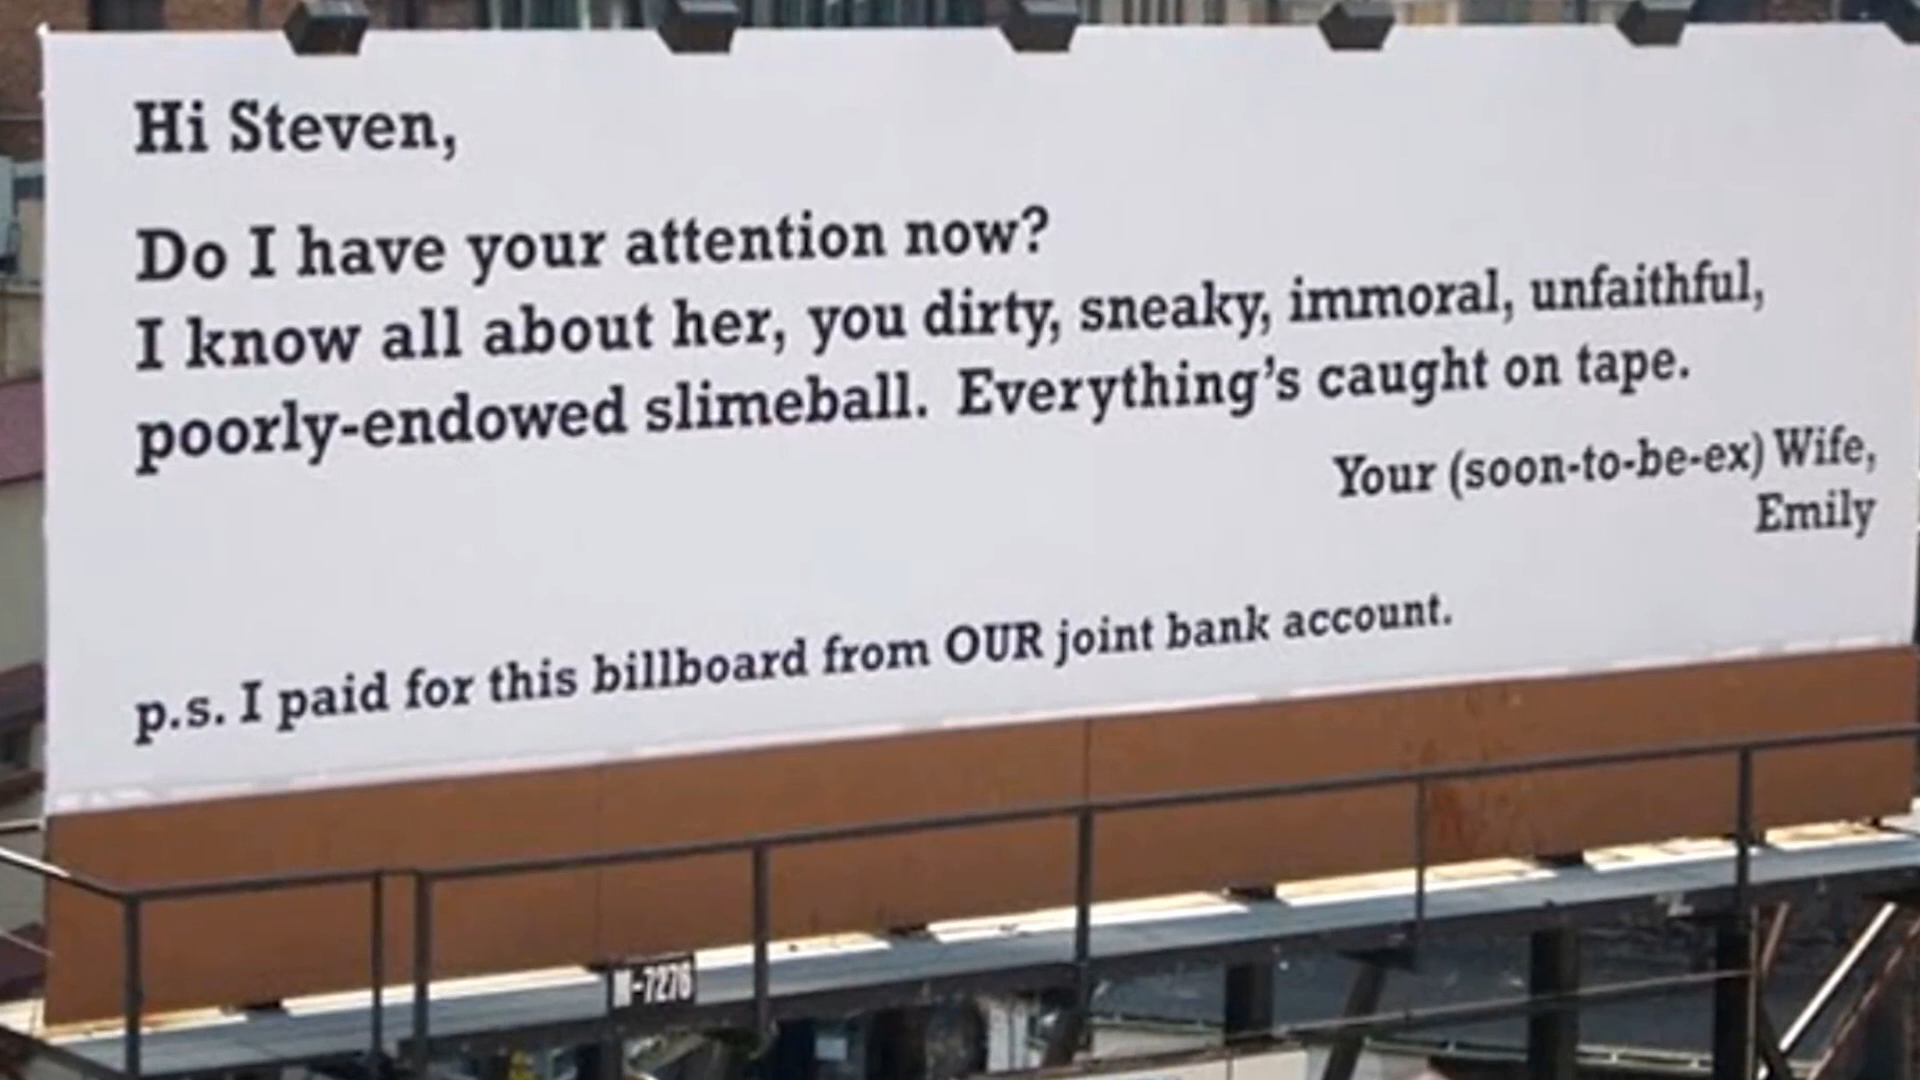 Hi Steven,
Do I have your attention now?
I know all about her, you dirty, sneaky, immoral, unfaithful,
poorly-endowed slimeball. Everything's caught on tape.
Your (soon-to-be-ex) Wife,
Emily
p.s. I paid for this billboard from OUR joint bank account.
M-7276